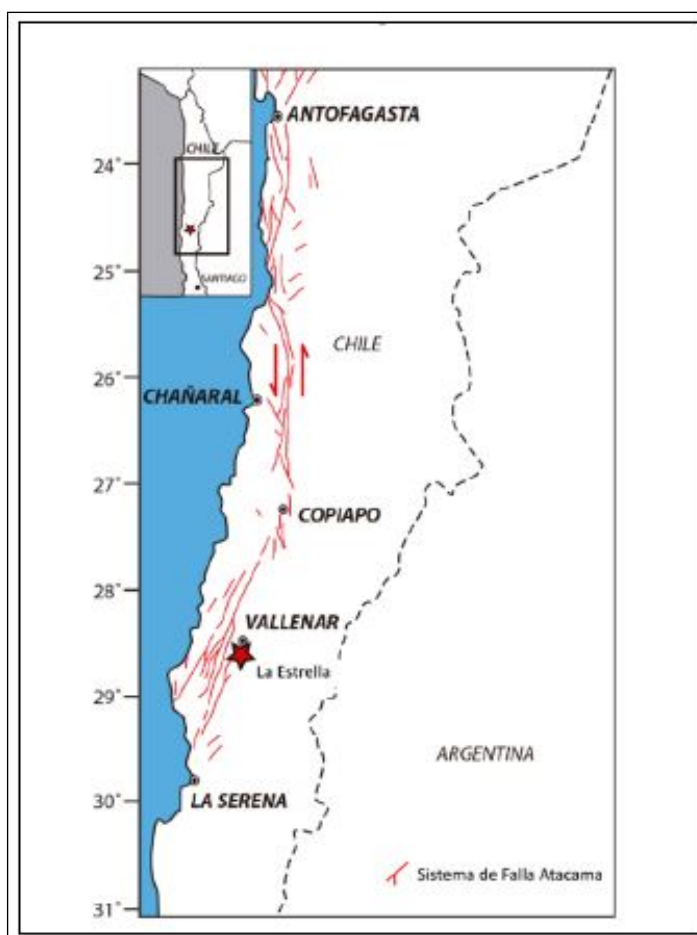 CHILE
SANTIAGO
ANTOFAGASTA
24°
25°
CHILE
26°
CHAÑARAL
27°
COPIAPO
28°
VALLENAR
La Estrella
29°
ARGENTINA
LA SERENA
30°
Sistema de Falla Atacama
31°